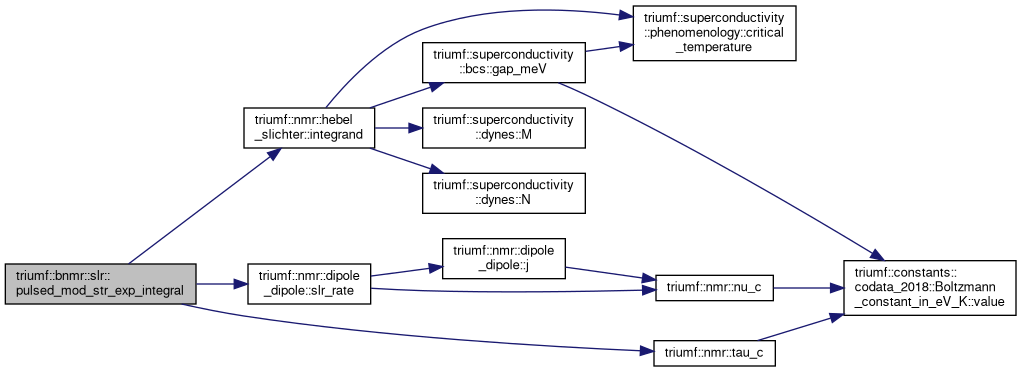 triumf::bnmr::slr::
pulsed_mod_str_exp_integral
triumf::nmr::hebel
_slichter::integrand
triumf::superconductivity
::phenomenology::critical
_temperature
triumf::superconductivity
::bcs::gap_meV
triumf::superconductivity
::dynes::M
triumf::superconductivity
::dynes::N
triumf::nmr::dipole
_dipole::slr_rate
triumf::nmr::dipole
_dipole::j
triumf::nmr::nu_c
triumf::nmr::tau_c
triumf::constants::
codata_2018::Boltzmann
_constant_in_eV_K::value